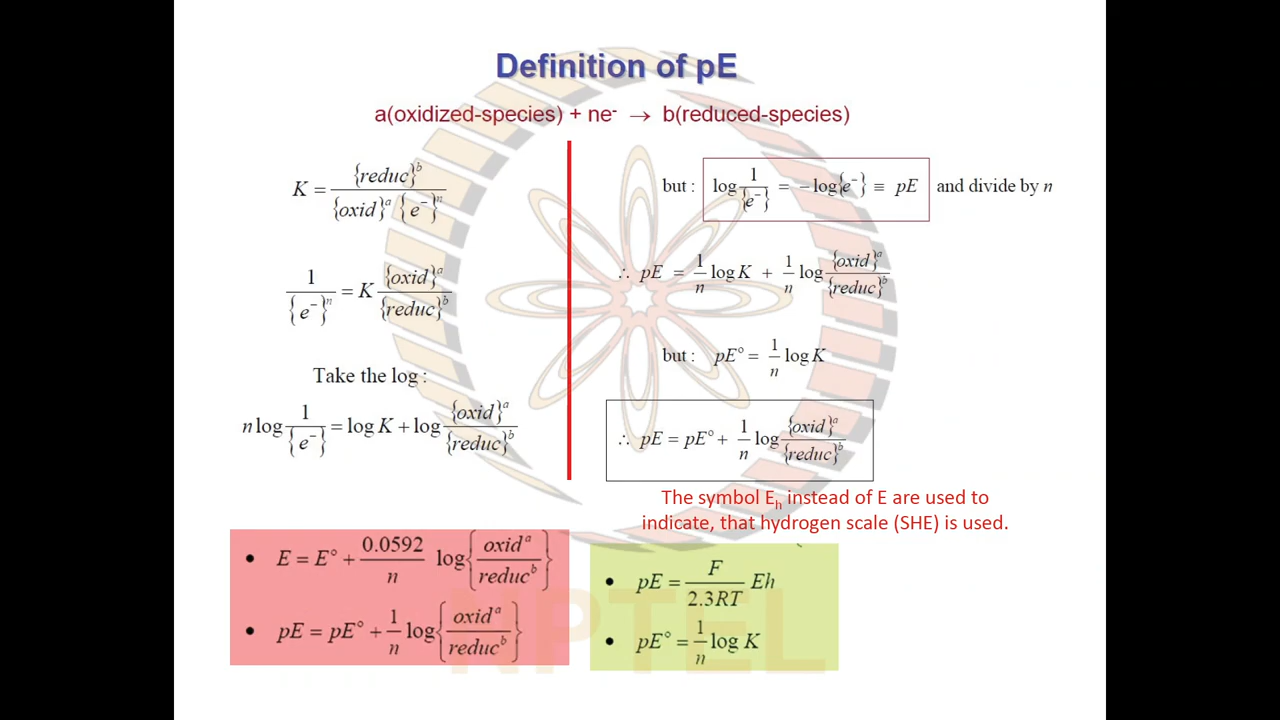 Definition of pE
a(oxidized-species) + ne⁻ → b(reduced-species)
K = {reduc}^b / {oxid}^a {e⁻}^n
1 / {e⁻}^n = K {oxid}^a / {reduc}^b
Take the log :
n log 1 / {e⁻} = log K + log {oxid}^a / {reduc}^b
but : log 1 / {e⁻} = − log{e⁻} ≡ pE and divide by n
∴ pE = 1/n log K + 1/n log {oxid}^a / {reduc}^b
but : pE° = 1/n log K
∴ pE = pE° + 1/n log {oxid}^a / {reduc}^b
The symbol E_h instead of E are used to
indicate, that hydrogen scale (SHE) is used.
• E = E° + 0.0592/n log{oxid^a / reduc^b}
• pE = pE° + 1/n log{oxid^a / reduc^b}
• pE = F / 2.3RT Eh
• pE° = 1/n log K
NPTEL